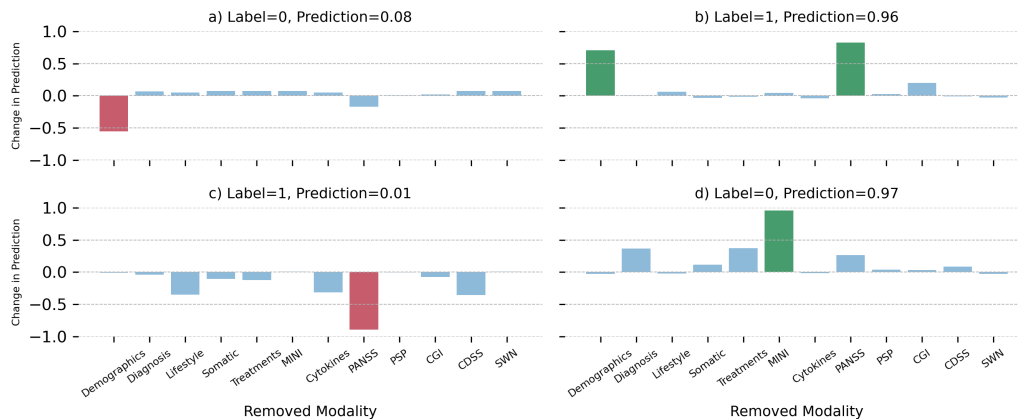 a) Label=0, Prediction=0.08
b) Label=1, Prediction=0.96
Change in Prediction
1.0
0.5
0.0
−0.5
−1.0
c) Label=1, Prediction=0.01
d) Label=0, Prediction=0.97
Change in Prediction
1.0
0.5
0.0
−0.5
−1.0
Demographics
Diagnosis
Lifestyle
Somatic
Treatments
MINI
Cytokines
PANSS
PSP
CGI
CDSS
SWN
Demographics
Diagnosis
Lifestyle
Somatic
Treatments
MINI
Cytokines
PANSS
PSP
CGI
CDSS
SWN
Removed Modality
Removed Modality